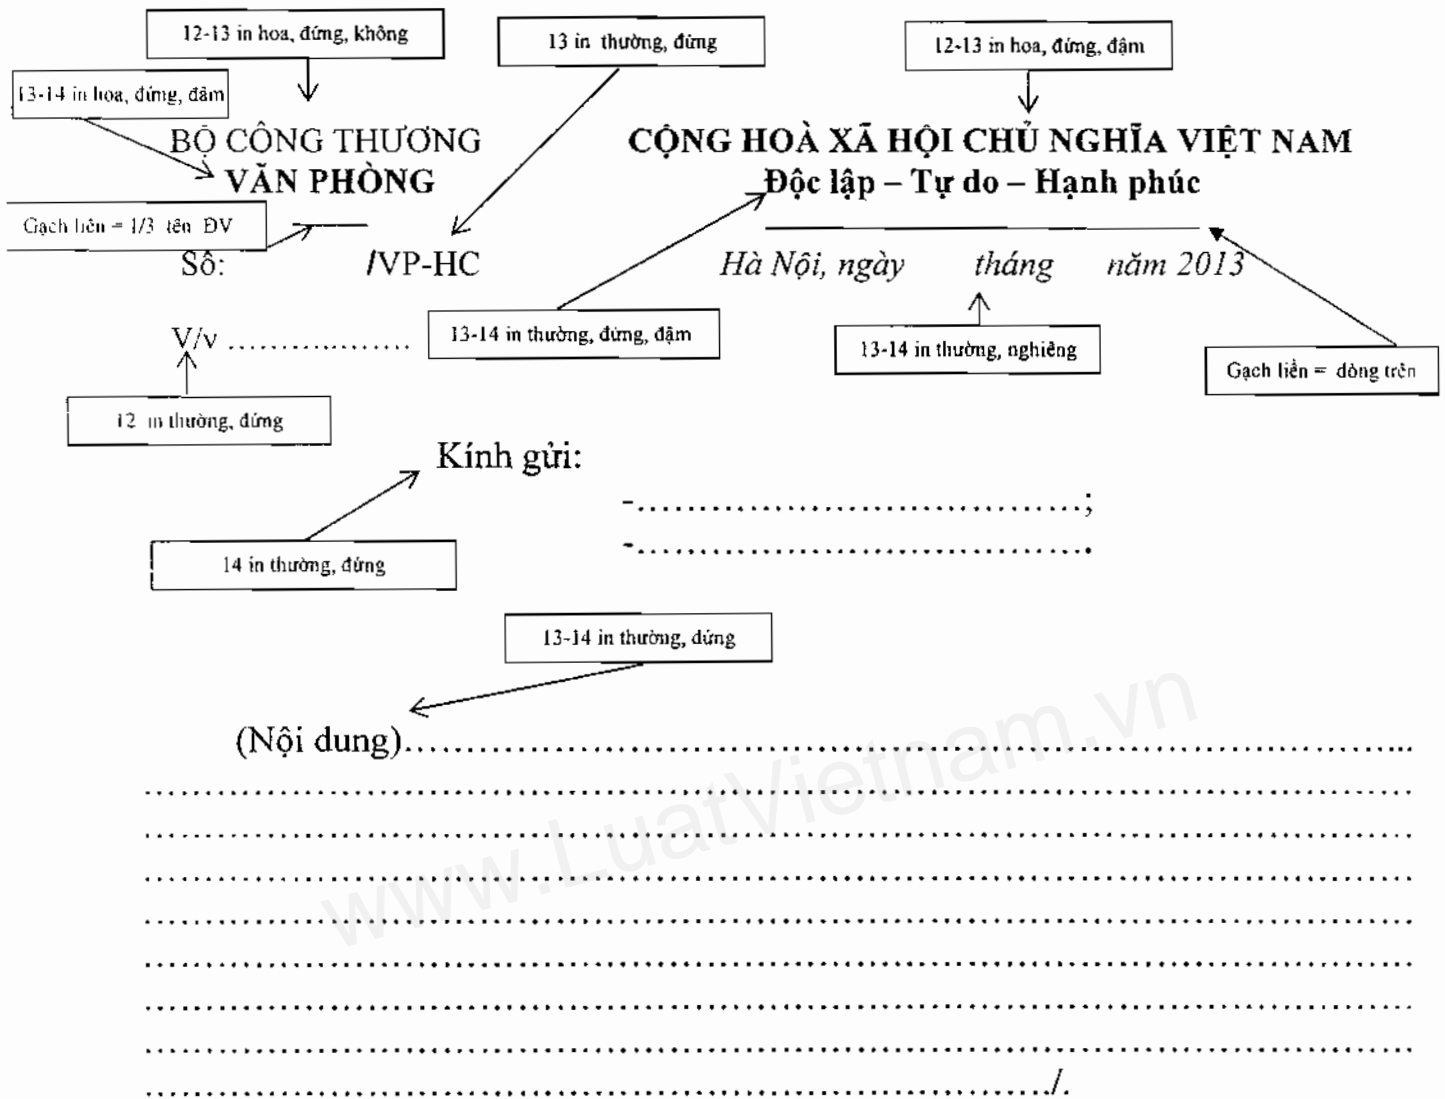 12-13 in hoa, đứng, không
13 in thường, đứng
12-13 in hoa, đứng, đậm
13-14 in hoa, đứng, đâm
BỘ CÔNG THƯƠNG
CỘNG HOÀ XÃ HỘI CHỦ NGHĨA VIỆT NAM
VĂN PHÒNG
Độc lập – Tự do – Hạnh phúc
Gạch liền = 1/3 tên ĐV
Số: /VP-HC
Hà Nội, ngày tháng năm 2013
V/v ..................
13-14 in thường, đứng, đậm
13-14 in thường, nghiêng
Gạch liền = dòng trên
12 in thường, đứng
Kính gửi:
-....................................;
-.....................................
14 in thường, đứng
13-14 in thường, đứng
(Nội dung)....................................................................................
..........................................................................................................
..........................................................................................................
..........................................................................................................
..........................................................................................................
..........................................................................................................
..........................................................................................................
..........................................................................................................
............................................................................/.
www.LuatVietnam.vn